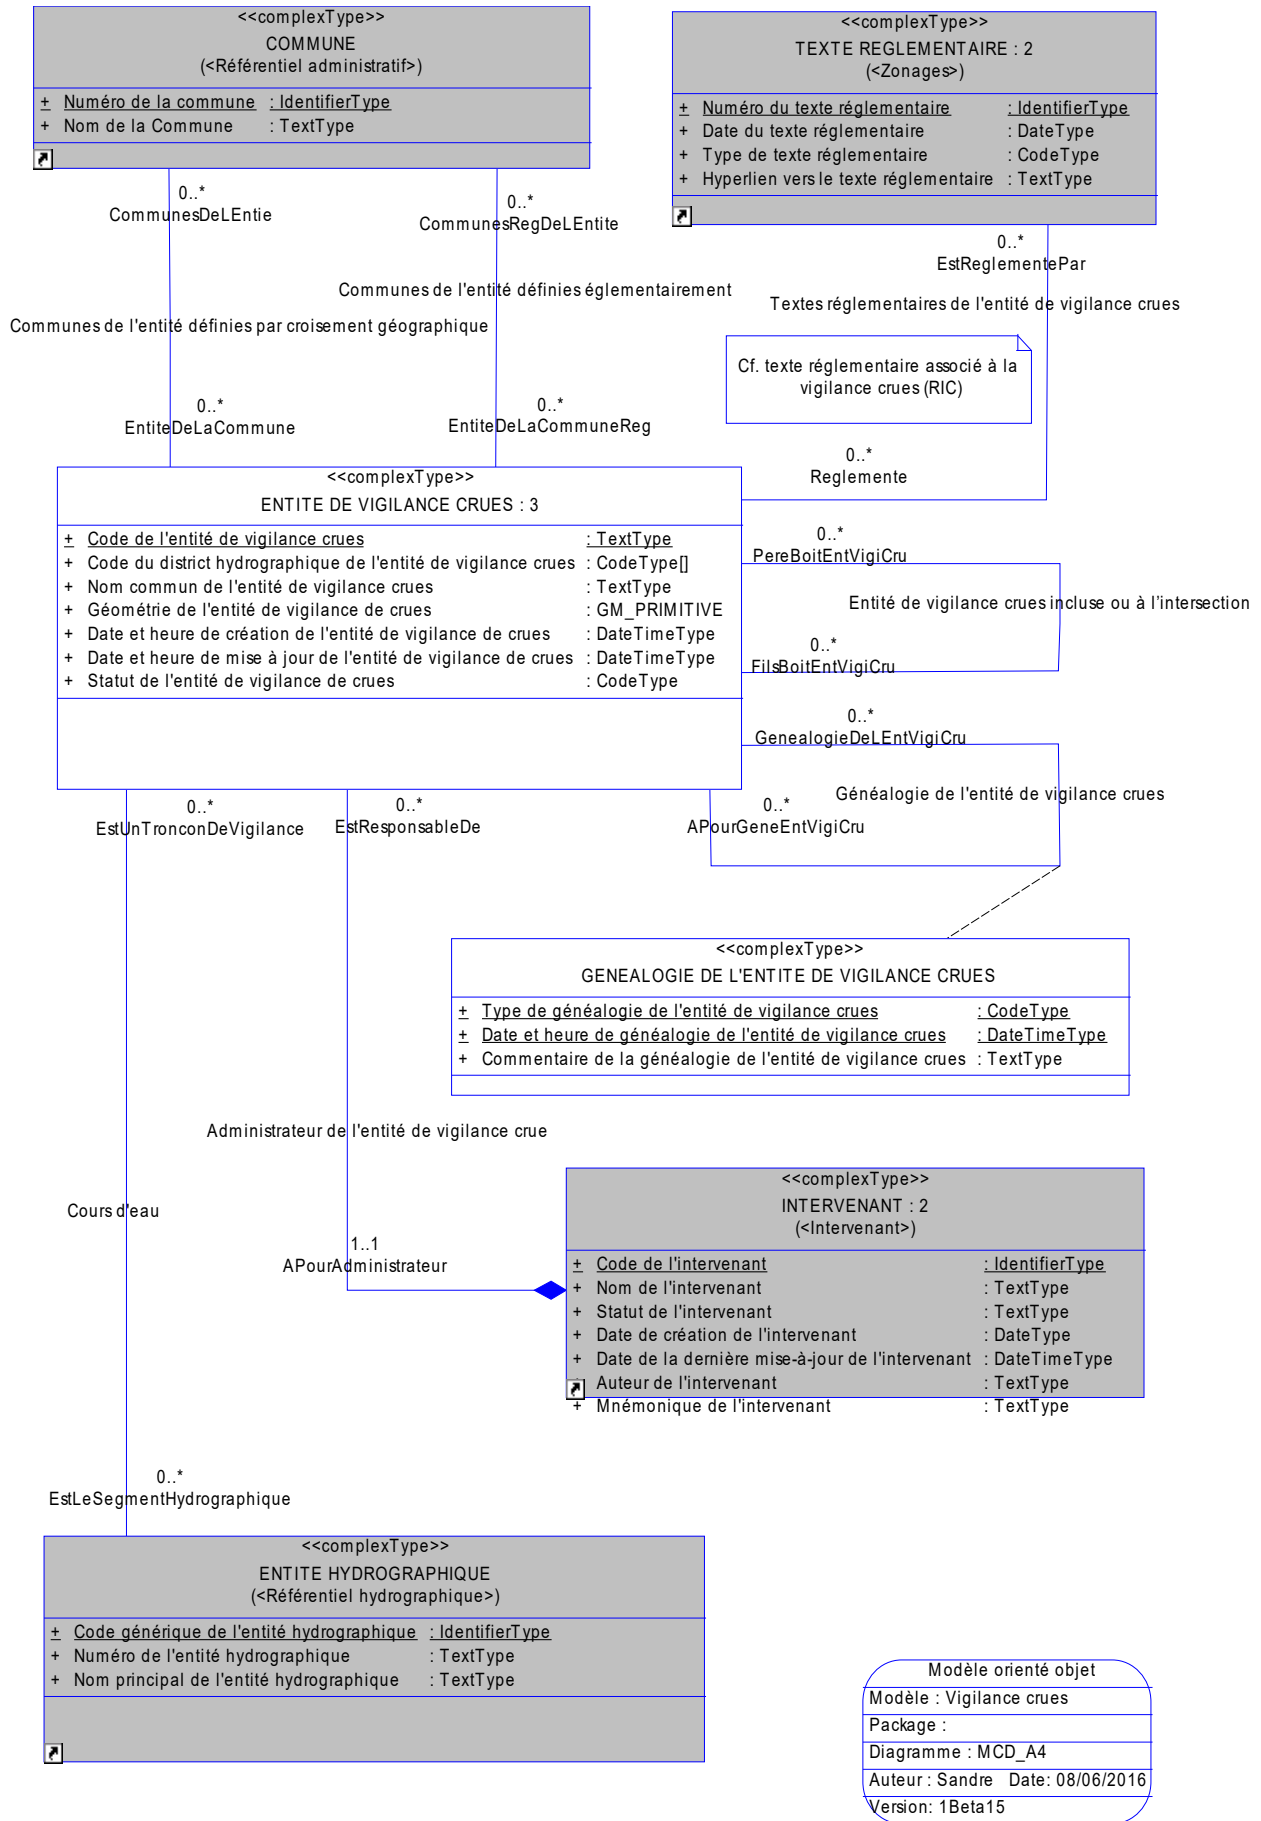 <<complexType>>
COMMUNE
(<Référentiel administratif>)
+ Numéro de la commune : IdentifierType
+ Nom de la Commune : TextType
<<complexType>>
TEXTE REGLEMENTAIRE : 2
(<Zonages>)
+ Numéro du texte réglementaire : IdentifierType
+ Date du texte réglementaire : DateType
+ Type de texte réglementaire : CodeType
+ Hyperlien vers le texte réglementaire : TextType
0..*
CommunesDeLEntie
0..*
CommunesRegDeLEntite
0..*
EstReglementePar
Communes de l'entité définies églementairement
Textes réglementaires de l'entité de vigilance crues
Communes de l'entité définies par croisement géographique
Cf. texte réglementaire associé à la
vigilance crues (RIC)
0..*
EntiteDeLaCommune
0..*
EntiteDeLaCommuneReg
0..*
Reglemente
<<complexType>>
ENTITE DE VIGILANCE CRUES : 3
+ Code de l'entité de vigilance crues : TextType
+ Code du district hydrographique de l'entité de vigilance crues : CodeType[]
+ Nom commun de l'entité de vigilance crues : TextType
+ Géométrie de l'entité de vigilance de crues : GM_PRIMITIVE
+ Date et heure de création de l'entité de vigilance de crues : DateTimeType
+ Date et heure de mise à jour de l'entité de vigilance de crues : DateTimeType
+ Statut de l'entité de vigilance de crues : CodeType
0..*
PereBoitEntVigiCru
Entité de vigilance crues incluse ou à l'intersection
0..*
FilsBoitEntVigiCru
0..*
GenealogieDeLEntVigiCru
Généalogie de l'entité de vigilance crues
0..*
EstUnTronconDeVigilance
0..*
EstResponsableDe
0..*
APourGeneEntVigiCru
<<complexType>>
GENEALOGIE DE L'ENTITE DE VIGILANCE CRUES
+ Type de généalogie de l'entité de vigilance crues : CodeType
+ Date et heure de généalogie de l'entité de vigilance crues : DateTimeType
+ Commentaire de la généalogie de l'entité de vigilance crues : TextType
Administrateur de l'entité de vigilance crue
Cours d'eau
1..1
APourAdministrateur
<<complexType>>
INTERVENANT : 2
(<Intervenant>)
+ Code de l'intervenant : IdentifierType
+ Nom de l'intervenant : TextType
+ Statut de l'intervenant : TextType
+ Date de création de l'intervenant : DateType
+ Date de la dernière mise-à-jour de l'intervenant : DateTimeType
Auteur de l'intervenant : TextType
+ Mnémonique de l'intervenant : TextType
0..*
EstLeSegmentHydrographique
<<complexType>>
ENTITE HYDROGRAPHIQUE
(<Référentiel hydrographique>)
+ Code générique de l'entité hydrographique : IdentifierType
+ Numéro de l'entité hydrographique : TextType
+ Nom principal de l'entité hydrographique : TextType
Modèle orienté objet
Modèle : Vigilance crues
Package :
Diagramme : MCD_A4
Auteur : Sandre Date: 08/06/2016
Version: 1Beta15